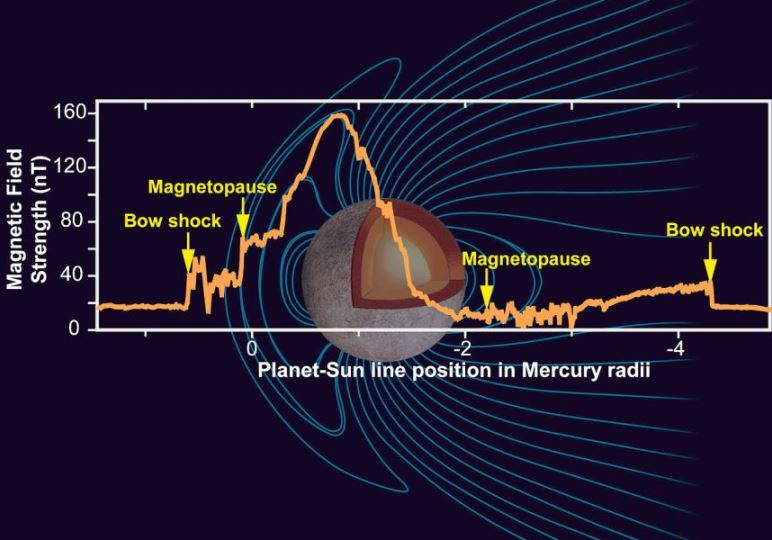 160
120
80
40
0
Magnetic Field
Strength (nT)
Magnetopause
Bow shock
Magnetopause
Bow shock
0
-2
-4
Planet-Sun line position in Mercury radii